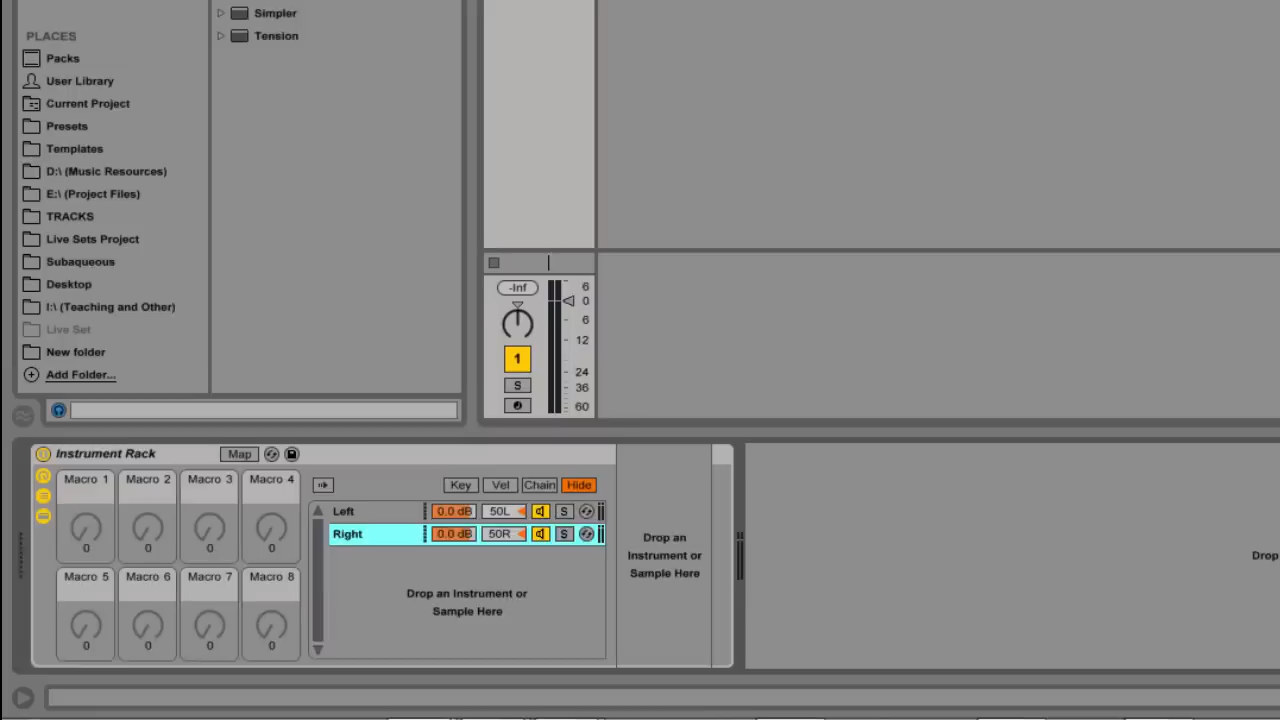 Simpler
Tension
PLACES
Packs
User Library
Current Project
Presets
Templates
D:\ (Music Resources)
E:\ (Project Files)
TRACKS
Live Sets Project
Subaqueous
Desktop
I:\ (Teaching and Other)
Live Set
New folder
Add Folder...
-Inf
6
0
6
12
24
36
60
1
S
Instrument Rack
Map
Macro 1
Macro 2
Macro 3
Macro 4
0
0
0
0
Macro 5
Macro 6
Macro 7
Macro 8
0
0
0
0
Key
Vel
Chain
Hide
Left 0.0 dB 50L S
Right 0.0 dB 50R S
Drop an Instrument or
Sample Here
Drop an
Instrument or
Sample Here
Drop